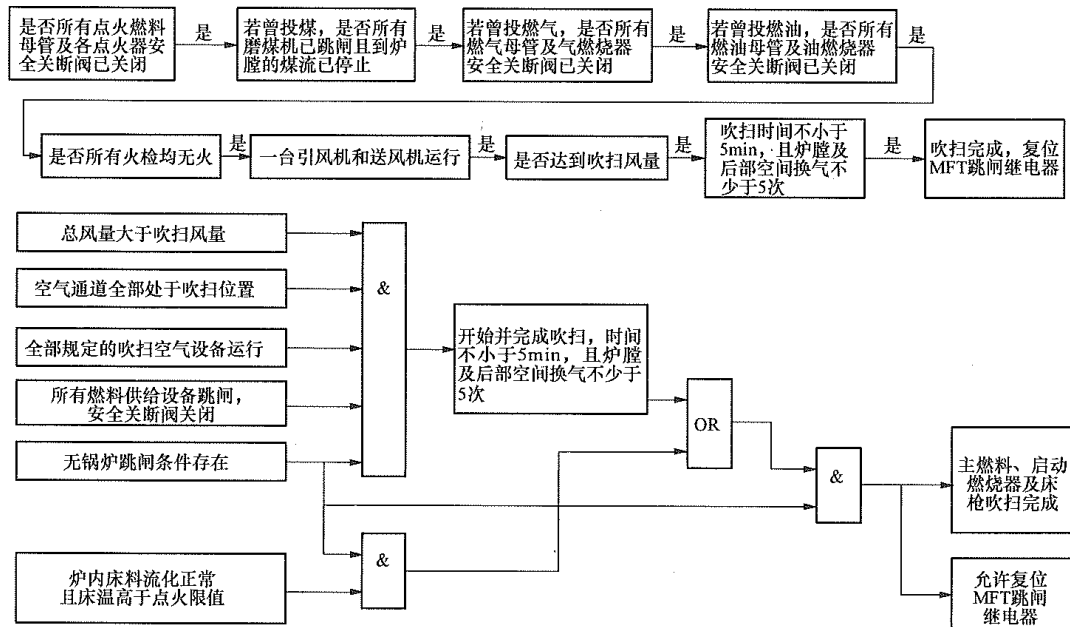 是否所有点火燃料
母管及各点火器安
全关断阀已关闭
是
若曾投煤，是否所有
磨煤机已跳闸且到炉
膛的煤流已停止
是
若曾投燃气，是否所有
燃气母管及气燃烧器
安全关断阀已关闭
是
若曾投燃油，是否所有
燃油母管及油燃烧器
安全关断阀已关闭
是
是否所有火检均无火
是
一台引风机和送风机运行
是
是否达到吹扫风量
是
吹扫时间不小于
5min，且炉膛及
后部空间换气不
少于5次
是
吹扫完成，复位
MFT跳闸继电器
总风量大于吹扫风量
空气通道全部处于吹扫位置
全部规定的吹扫空气设备运行
所有燃料供给设备跳闸，
安全关断阀关闭
无锅炉跳闸条件存在
&
开始并完成吹扫，时间
不小于5min，且炉膛
及后部空间换气不少于
5次
OR
&
主燃料、启动
燃烧器及床
枪吹扫完成
炉内床料流化正常
且床温高于点火限值
&
允许复位
MFT跳闸
继电器